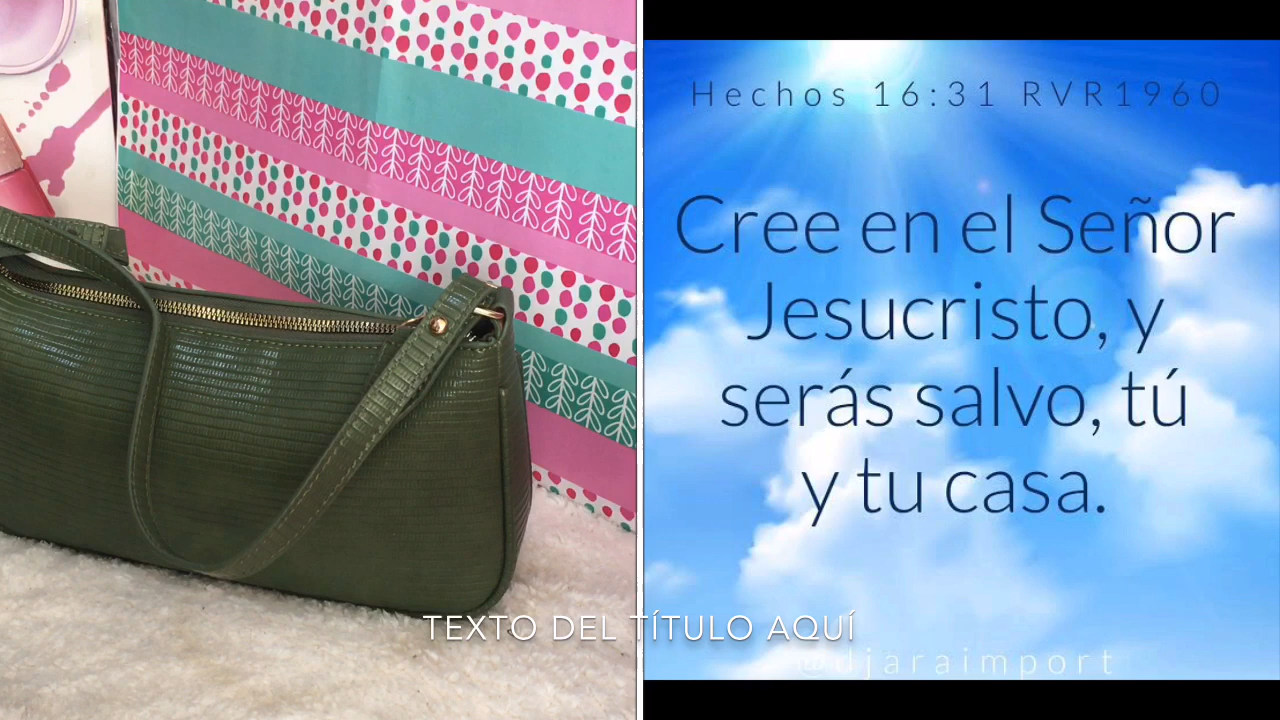 Hechos 16:31 RVR1960
Cree en el Señor
Jesucristo, y
serás salvo, tú
y tu casa.
TEXTO DEL TÍTULO AQUÍ
@djaraimport